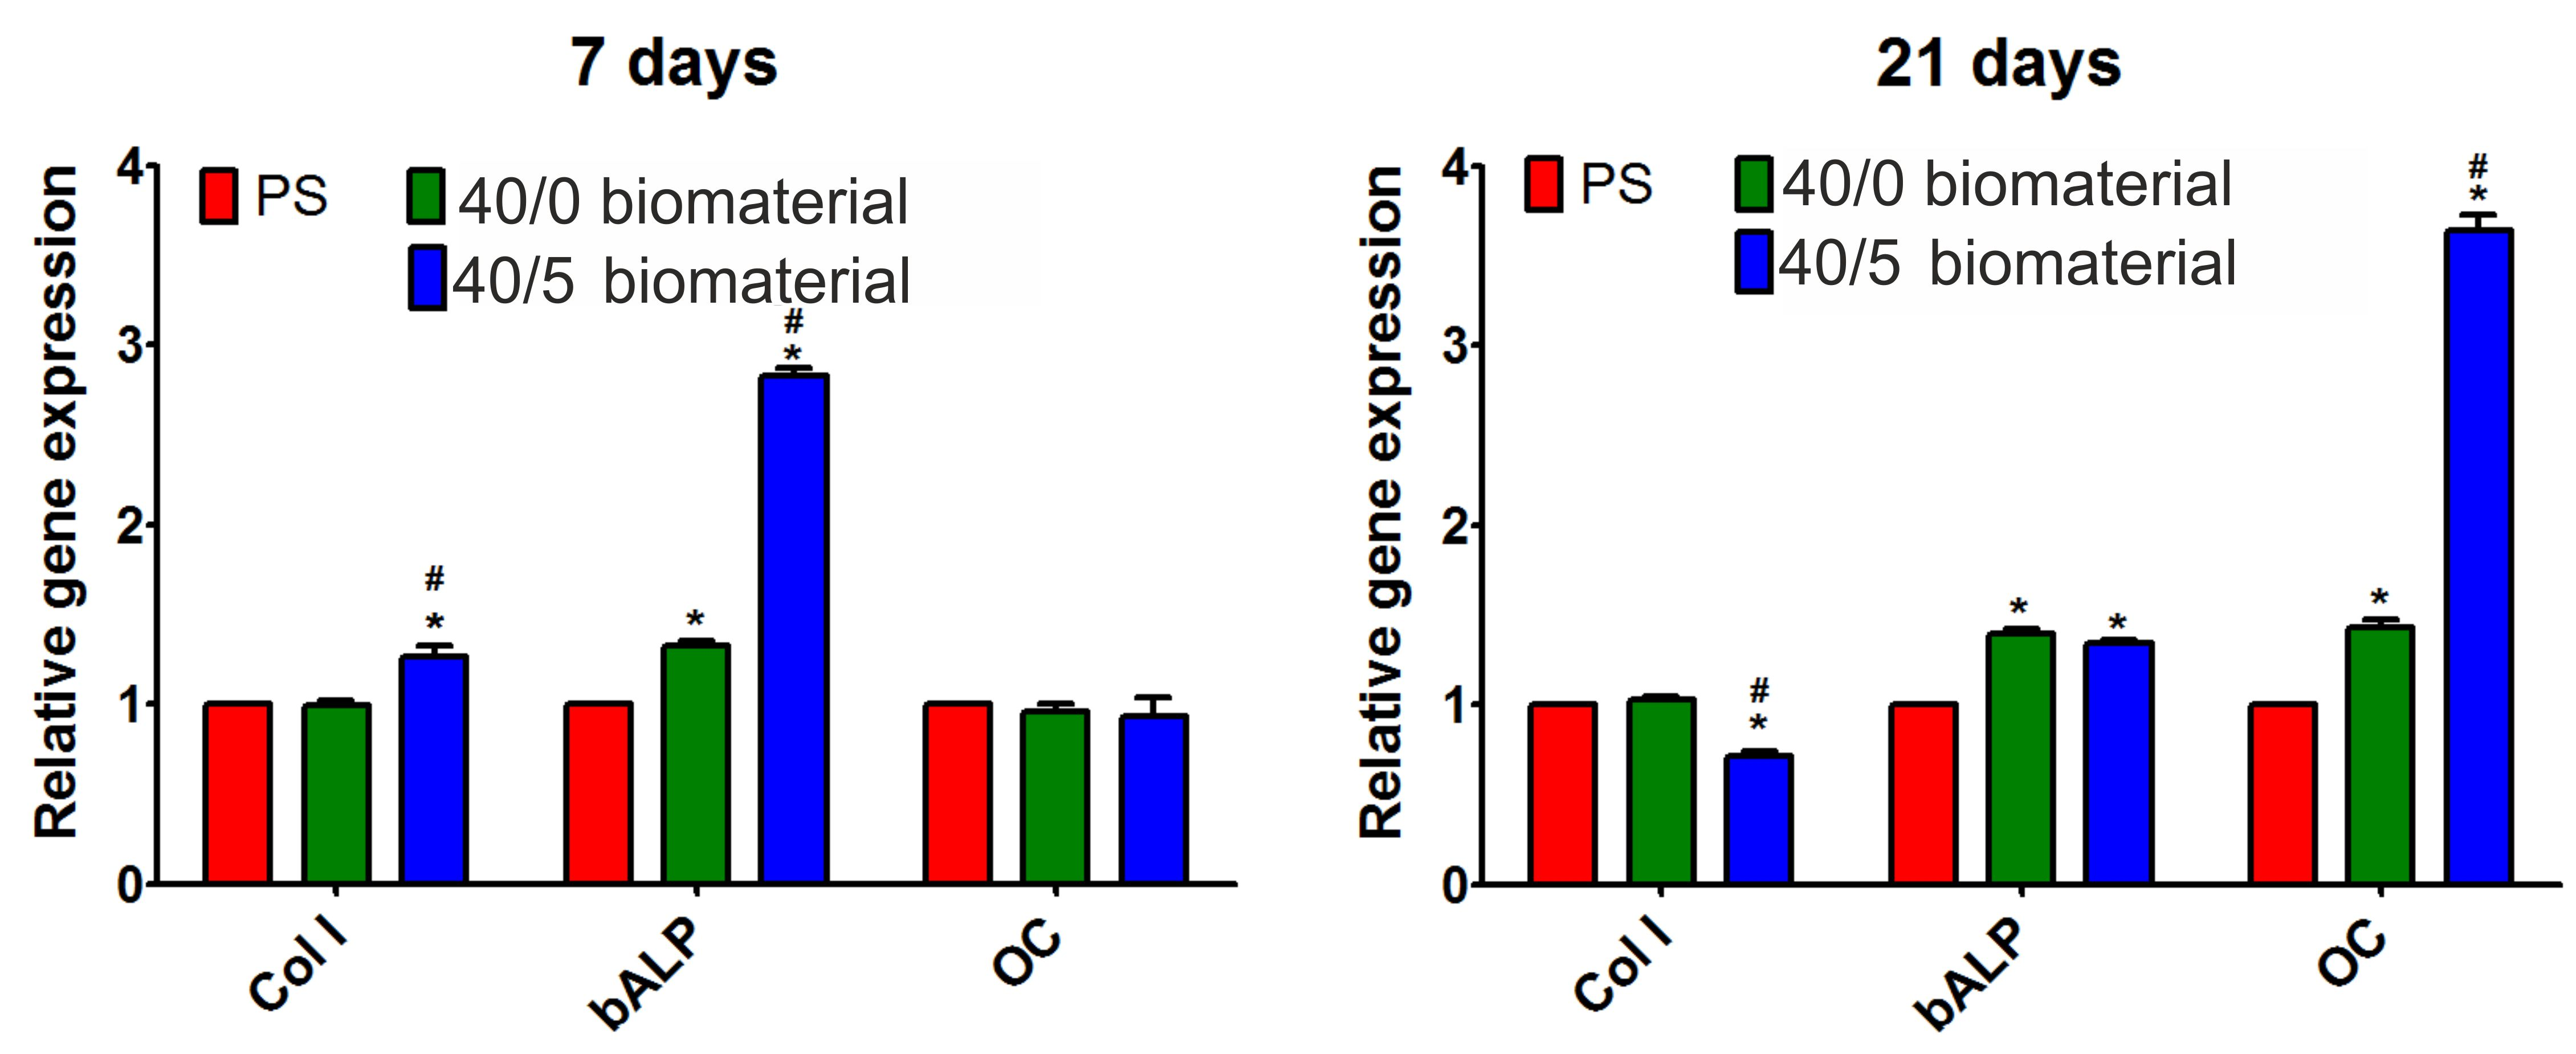 7 days
Relative gene expression
4
3
2
1
0
PS
40/0 biomaterial
40/5 biomaterial
#
*
*
#
*
Col I
bALP
OC
21 days
Relative gene expression
4
3
2
1
0
PS
40/0 biomaterial
40/5 biomaterial
#
*
*
*
*
#
*
Col I
bALP
OC